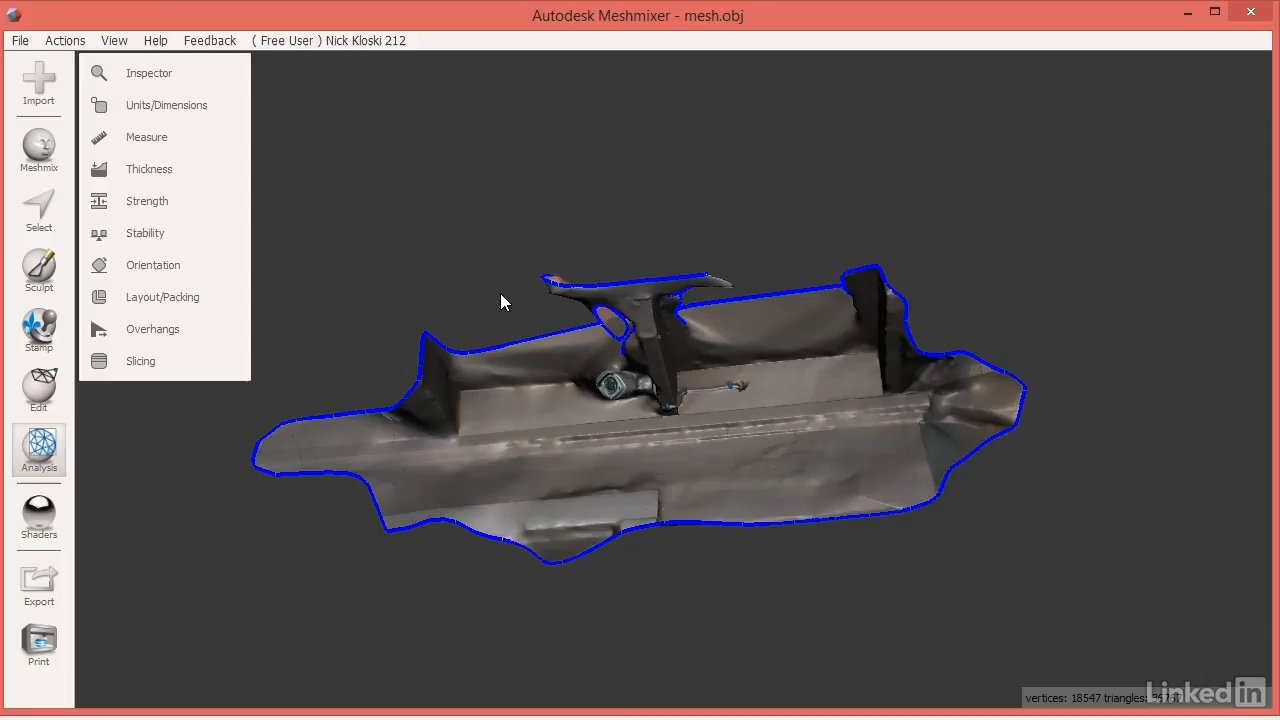 Autodesk Meshmixer - mesh.obj
File Actions View Help Feedback ( Free User ) Nick Kloski 212
Import
Meshmix
Select
Sculpt
Stamp
Edit
Analysis
Shaders
Export
Print
Inspector
Units/Dimensions
Measure
Thickness
Strength
Stability
Orientation
Layout/Packing
Overhangs
Slicing
vertices: 18547 triangles:
LinkedIn